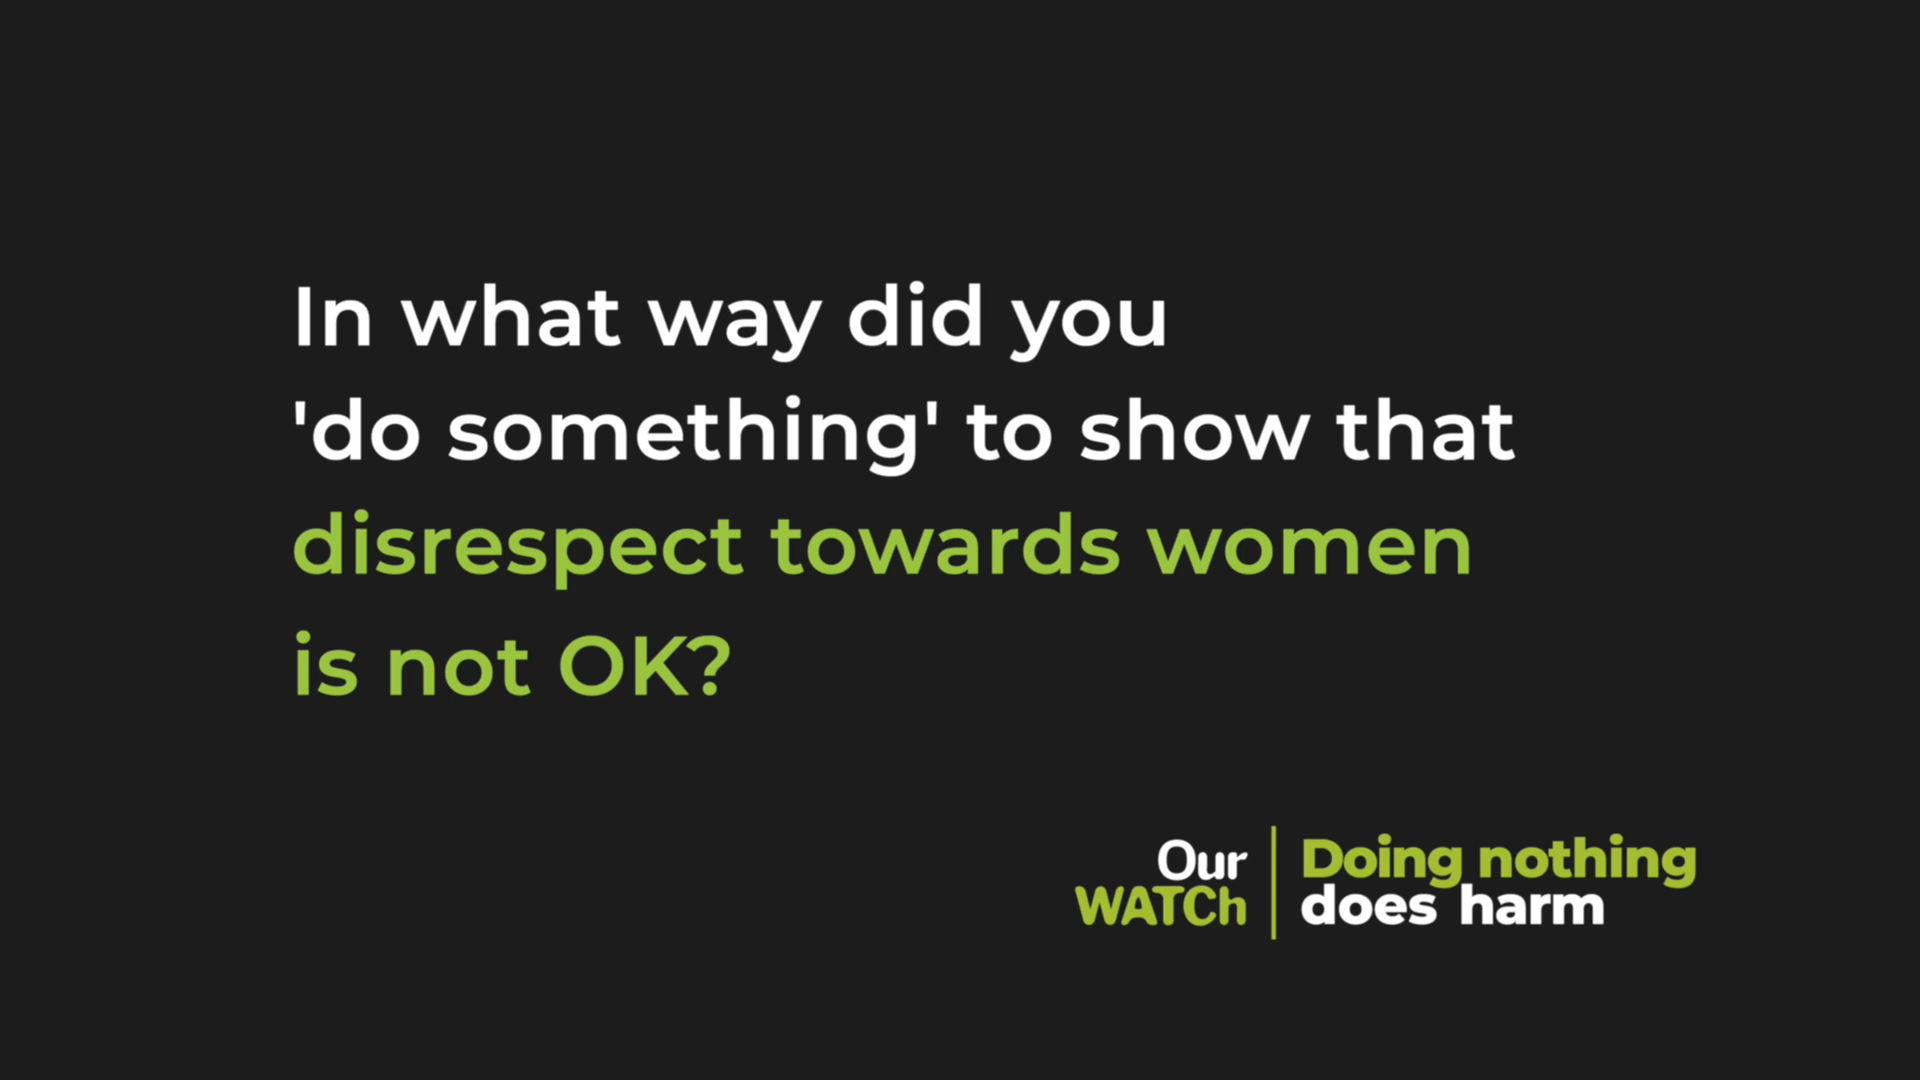 In what way did you
'do something' to show that
disrespect towards women
is not OK?
Our
WATCh
Doing nothing
does harm